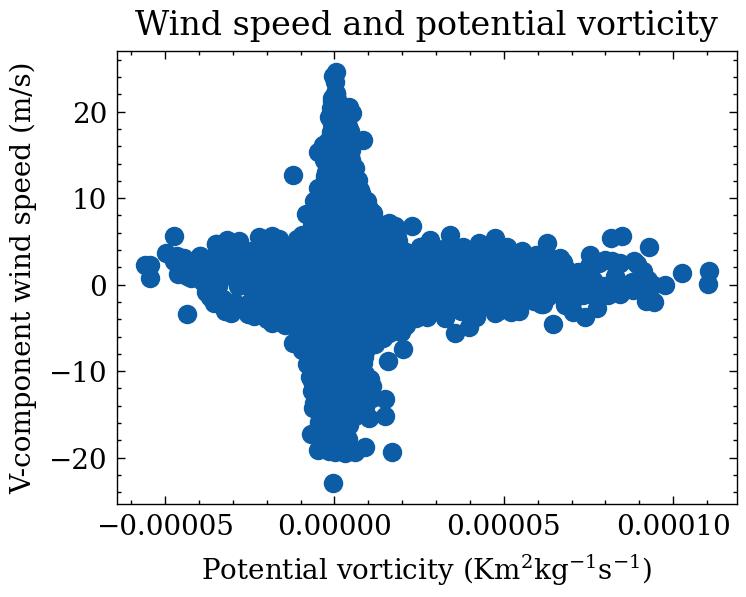 Wind speed and potential vorticity
V-component wind speed (m/s)
20
10
0
−10
−20
−0.00005 0.00000 0.00005 0.00010
Potential vorticity (Km²kg⁻¹s⁻¹)